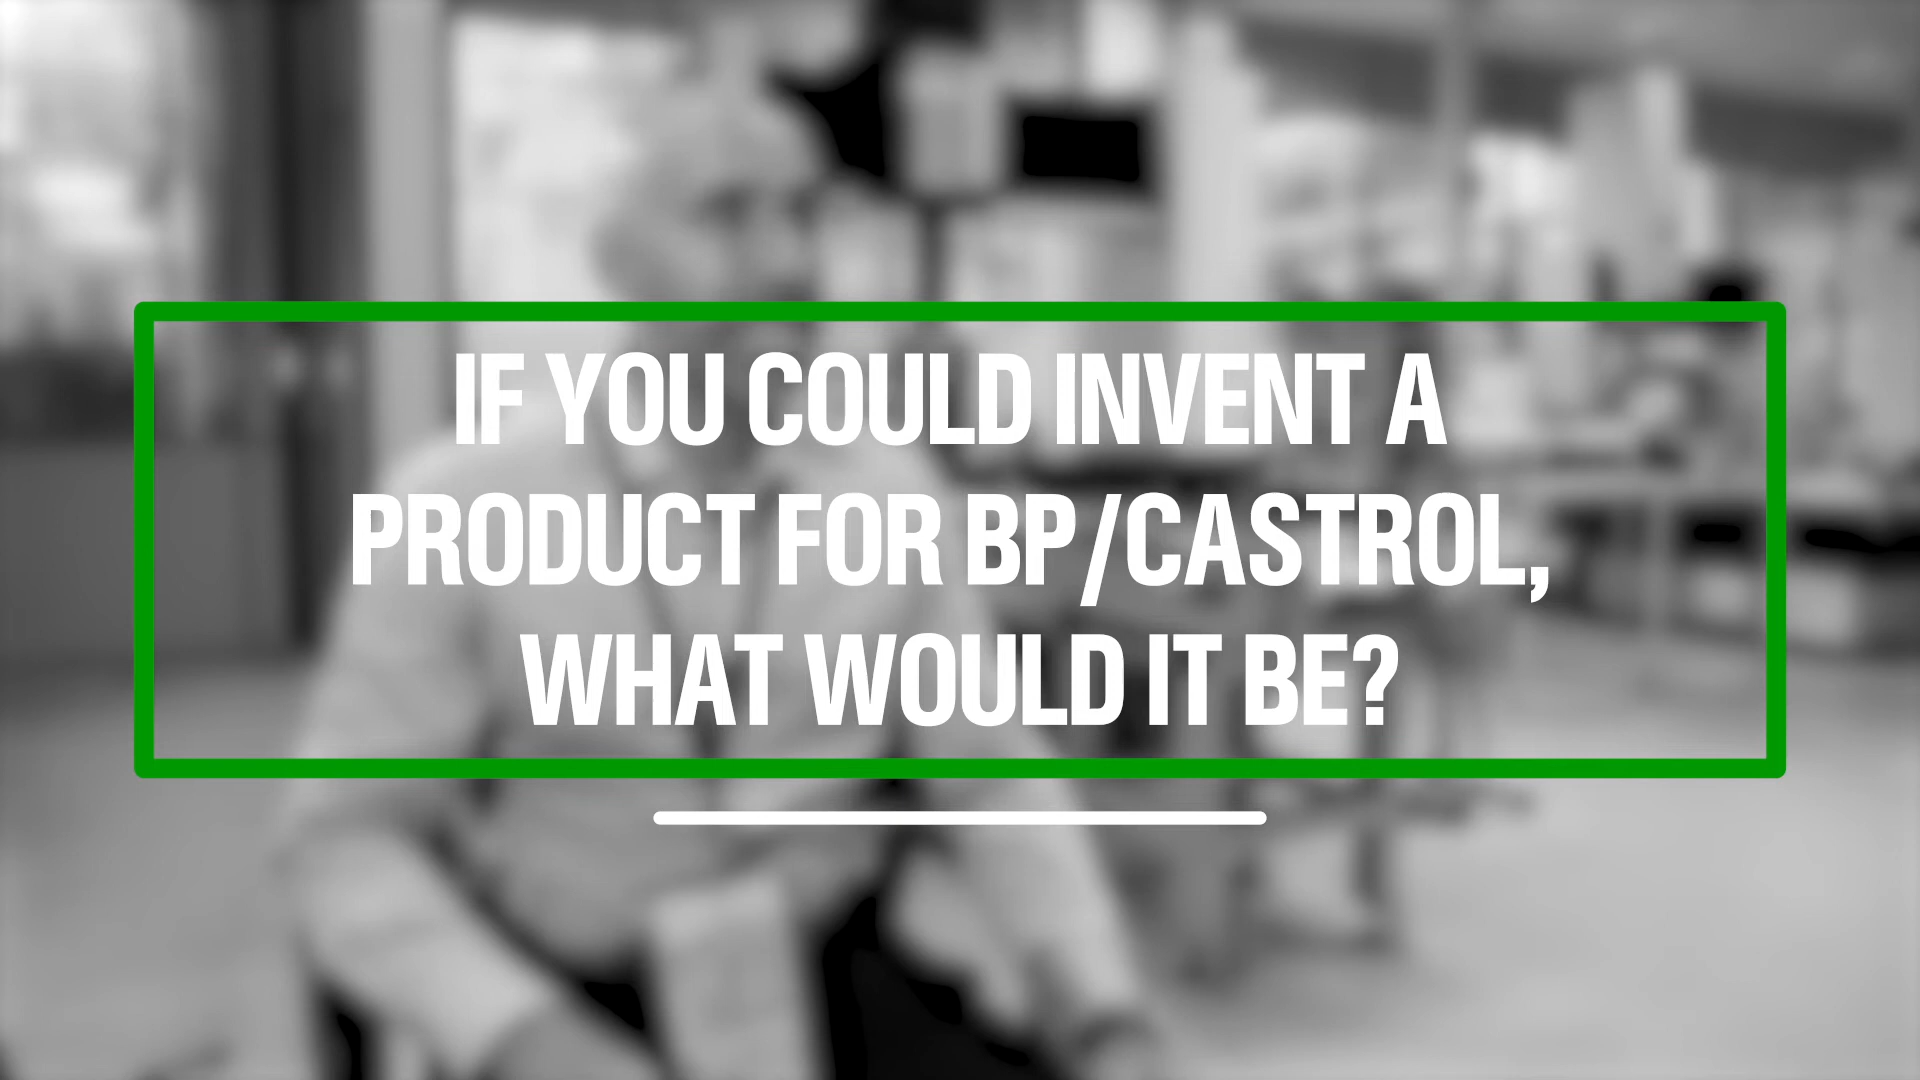 IF YOU COULD INVENT A
PRODUCT FOR BP/CASTROL,
WHAT WOULD IT BE?